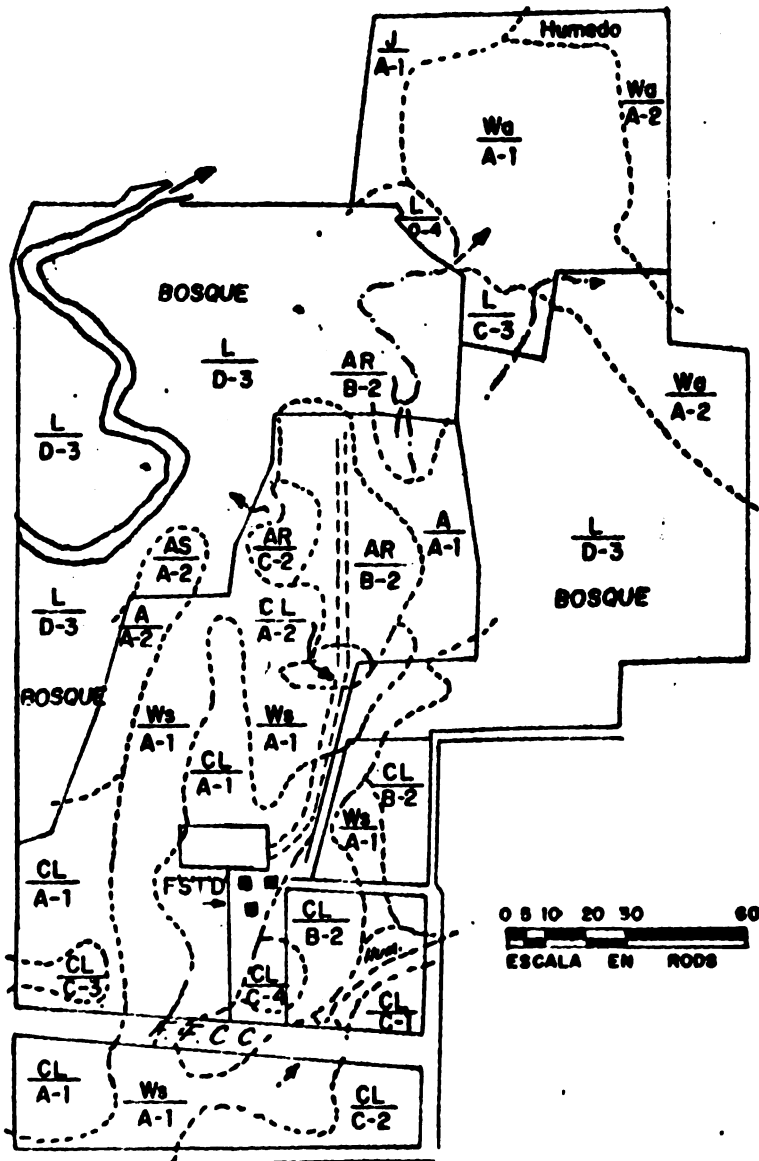 Humedo
J
A-1
Wa
A-2
Wa
A-1
L
D-4
BOSQUE
L
C-3
L
D-3
AR
B-2
Wa
A-2
L
D-3
AS
A-2
AR
C-2
AR
B-2
A
A-1
L
D-3
BOSQUE
L
D-3
A
A-2
CL
A-2
BOSQUE
Ws
A-1
Ws
A-1
CL
A-1
CL
B-2
Ws
A-1
CL
A-1
FSTD
CL
B-2
0 5 10 20 30 60
ESCALA EN RODS
Hum.
CL
C-3
CL
C-4
CL
C-1
F F C C
CL
A-1
Ws
A-1
CL
C-2